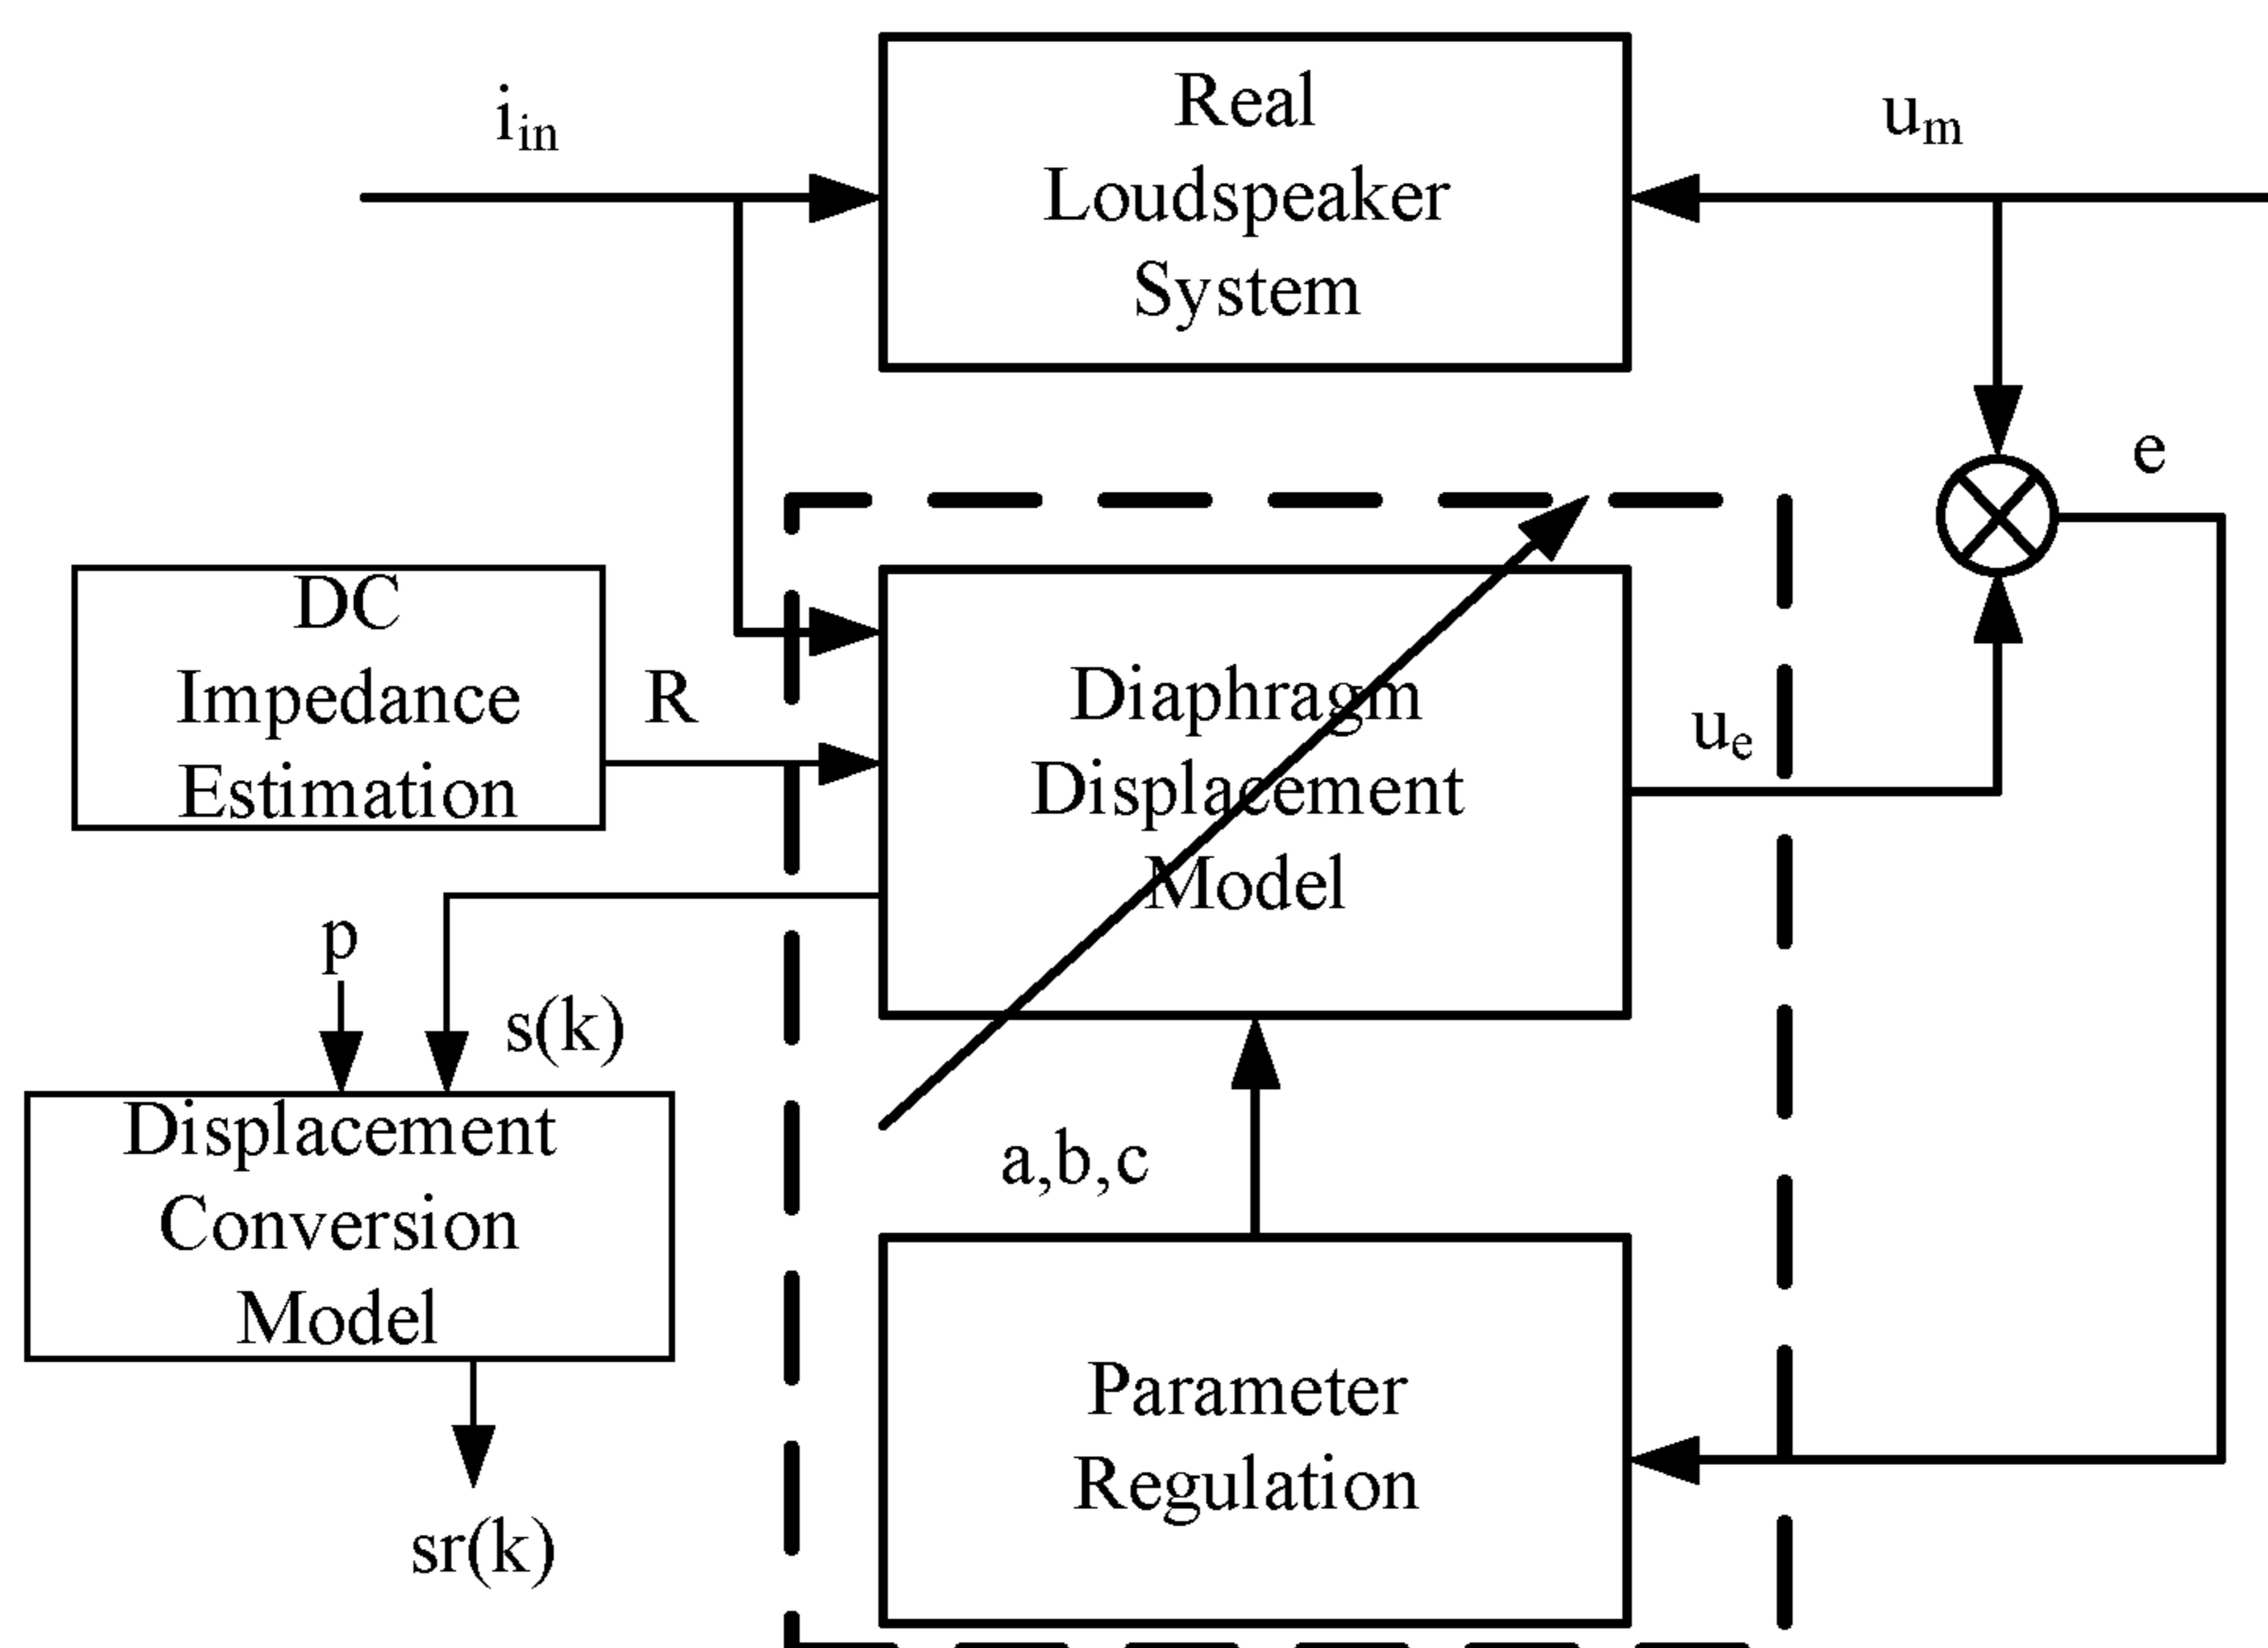 Real
Loudspeaker
System
i_in
u_m
e
DC
Impedance
Estimation
R
Diaphragm
Displacement
Model
u_e
p
s(k)
Displacement
Conversion
Model
a,b,c
Parameter
Regulation
sr(k)